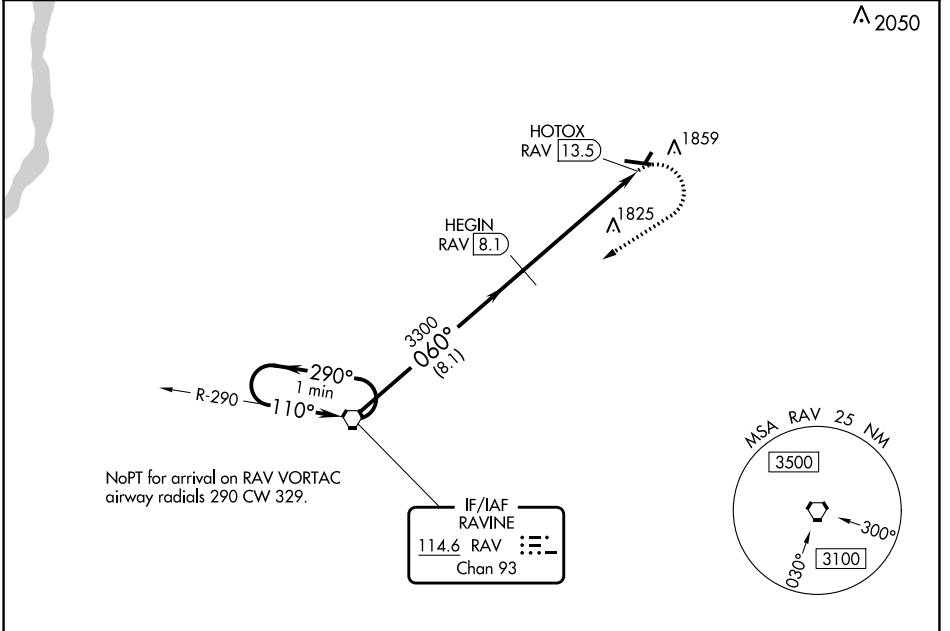 2050
HOTOX
RAV 13.5
1859
1825
HEGIN
RAV 8.1
3300
060°
(8.1)
290°
1 min
R-290
110°
NoPT for arrival on RAV VORTAC
airway radials 290 CW 329.
IF/IAF
RAVINE
114.6 RAV
Chan 93
MSA RAV 25 NM
3500
300°
030°
3100